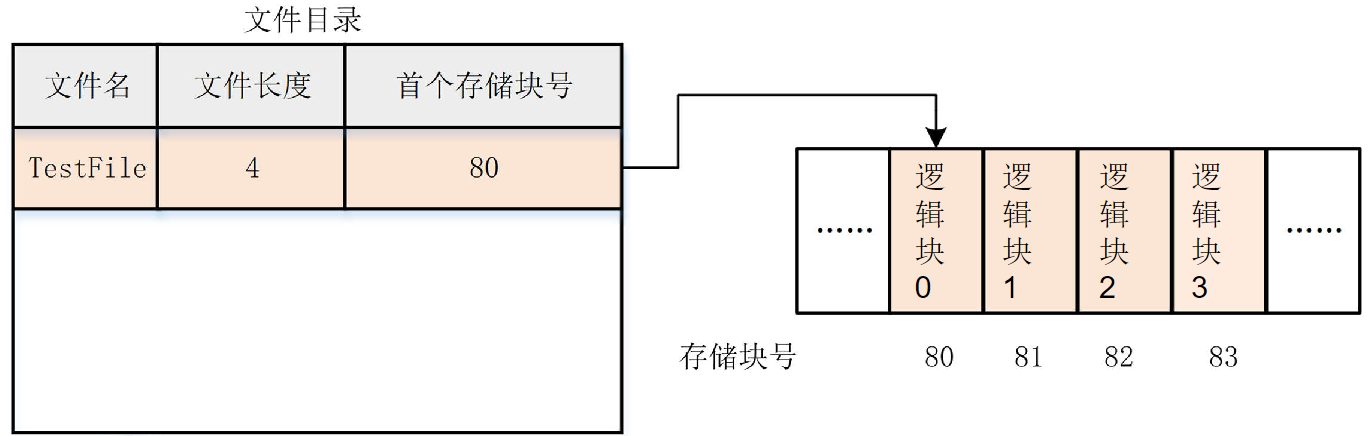 文件目录
文件名 文件长度 首个存储块号
TestFile 4 80
…… 逻辑块0 逻辑块1 逻辑块2 逻辑块3 ……
存储块号 80 81 82 83